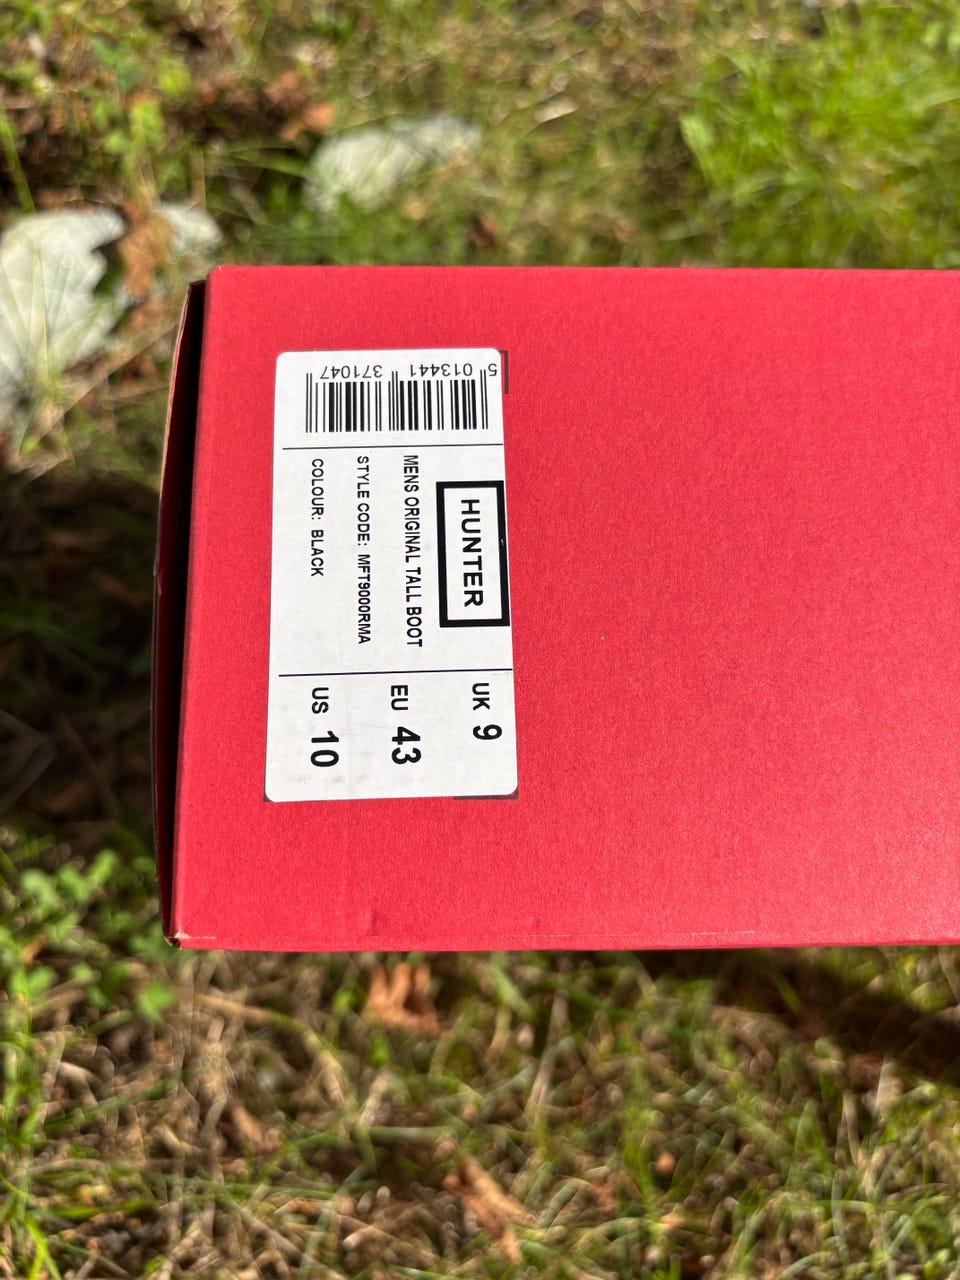 5 013441 371047
HUNTER
MENS ORIGINAL TALL BOOT
STYLE CODE: MFT9000RMA
COLOUR: BLACK
UK 9
EU 43
US 10